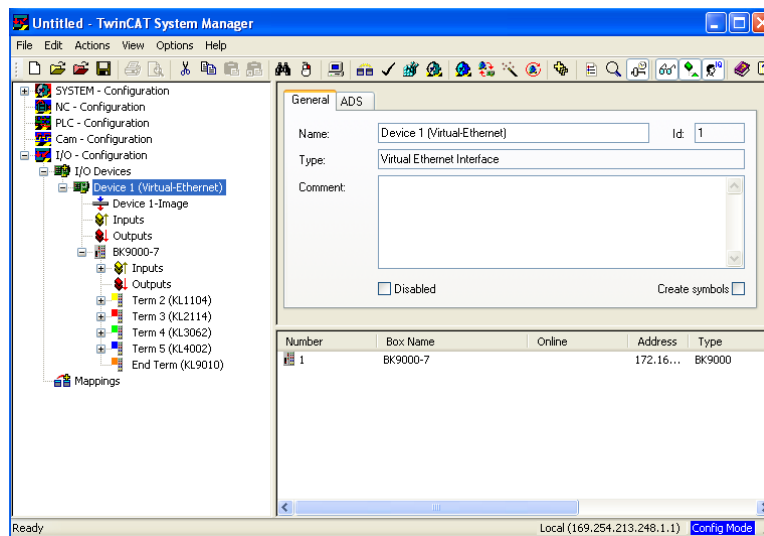 Untitled - TwinCAT System Manager
File Edit Actions View Options Help
SYSTEM - Configuration
NC - Configuration
PLC - Configuration
Cam - Configuration
I/O - Configuration
I/O Devices
Device 1 (Virtual-Ethernet)
Device 1-Image
Inputs
Outputs
BK9000-7
Inputs
Outputs
Term 2 (KL1104)
Term 3 (KL2114)
Term 4 (KL3062)
Term 5 (KL4002)
End Term (KL9010)
Mappings
General ADS
Name: Device 1 (Virtual-Ethernet) Id: 1
Type: Virtual Ethernet Interface
Comment:
Disabled Create symbols
Number Box Name Online Address Type
1 BK9000-7 172.16... BK9000
Ready Local (169.254.213.248.1.1) Config Mode